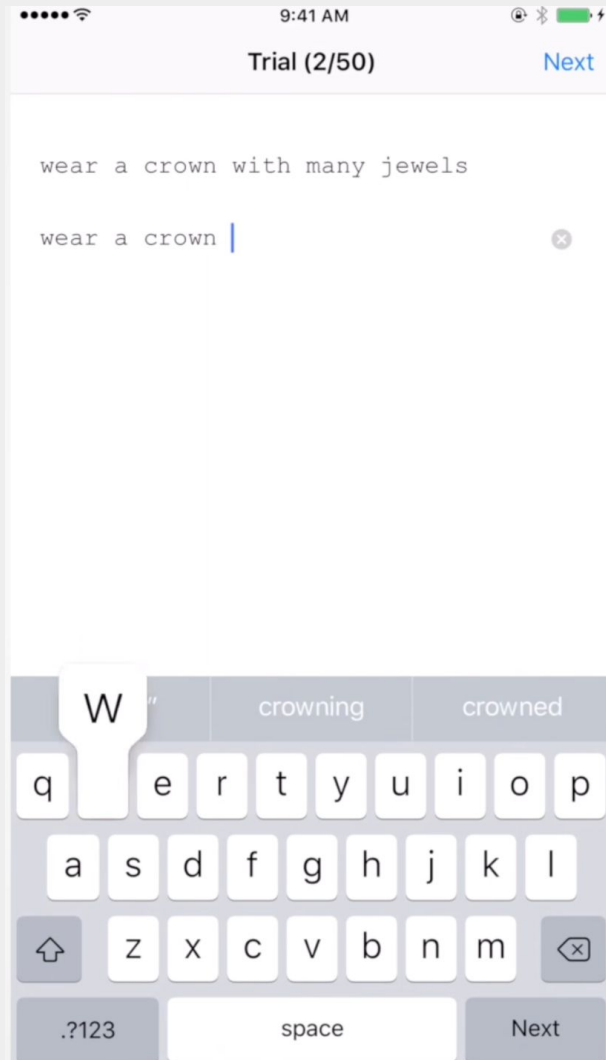 9:41 AM
Trial (2/50) Next
wear a crown with many jewels
wear a crown
W " crowning crowned
q e r t y u i o p
a s d f g h j k l
z x c v b n m
.?123 space Next